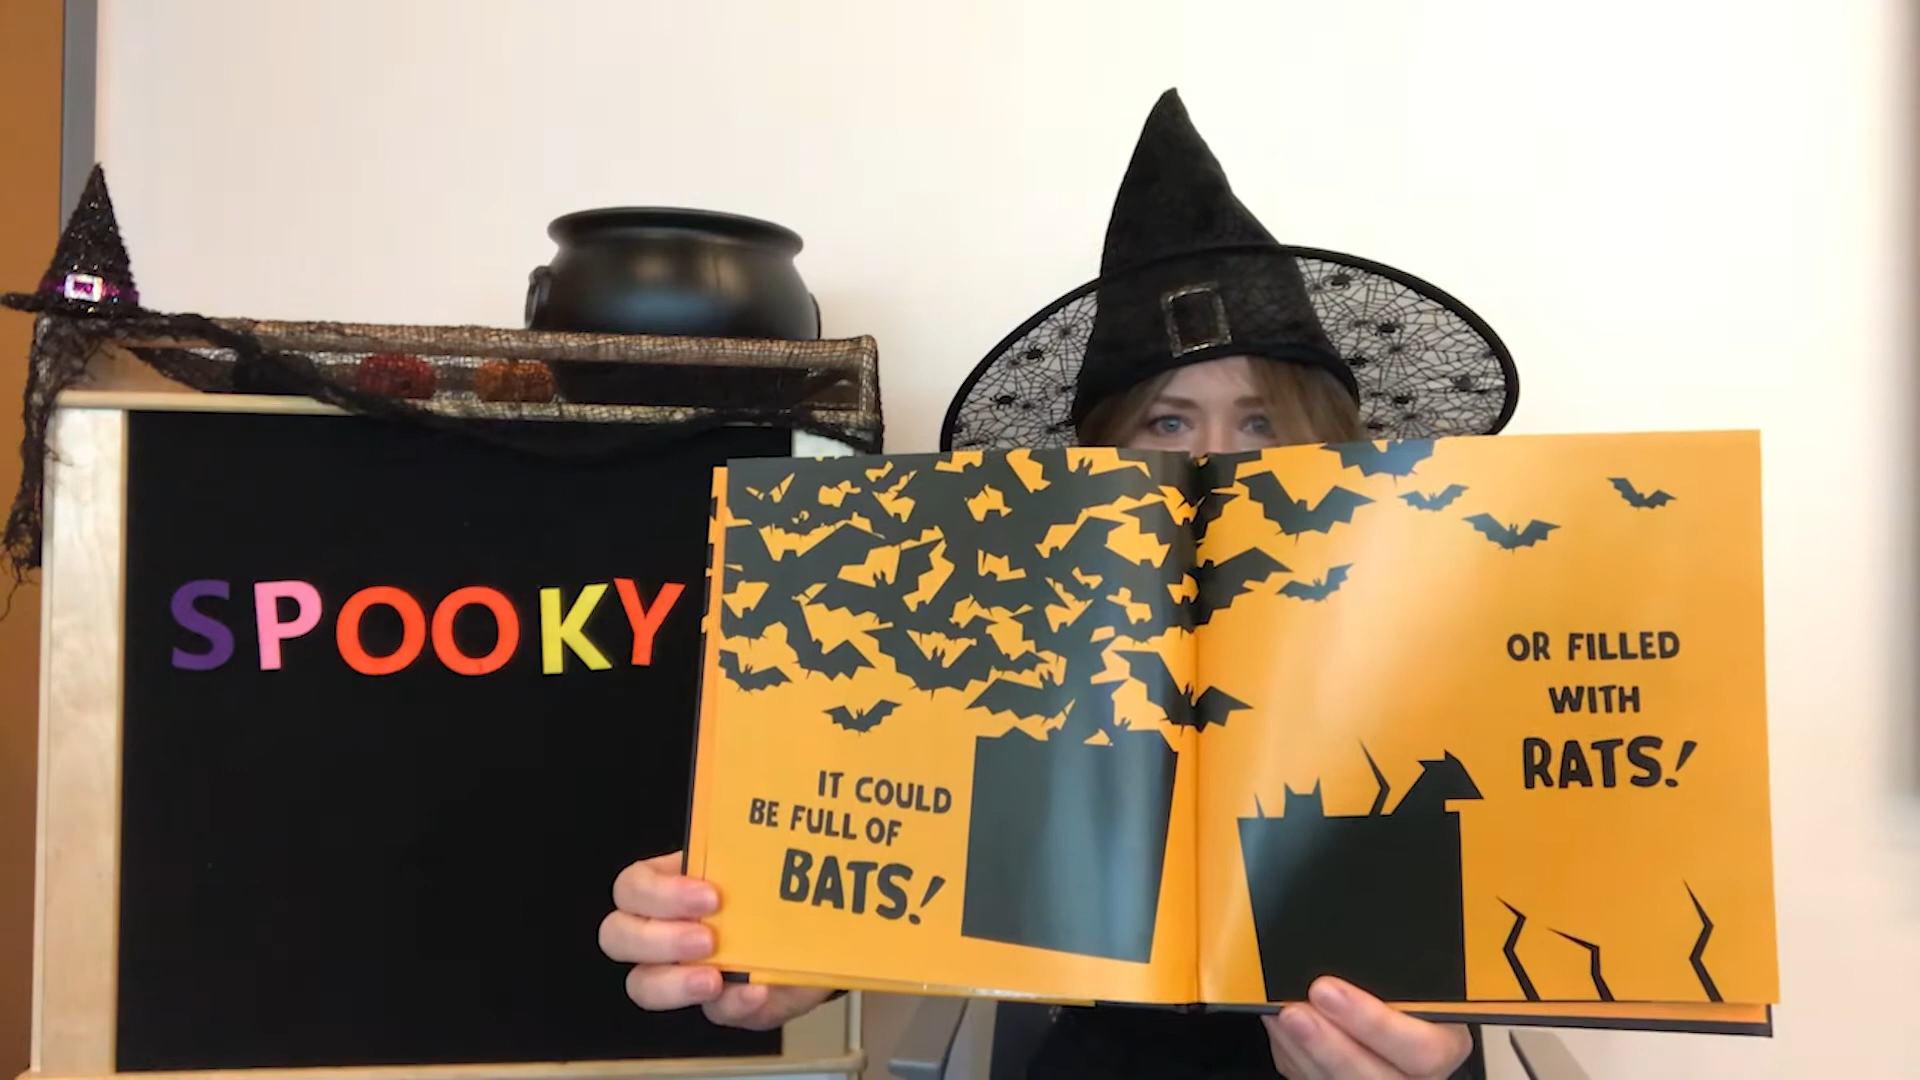 SPOOKY
IT COULD
BE FULL OF
BATS!
OR FILLED
WITH
RATS!